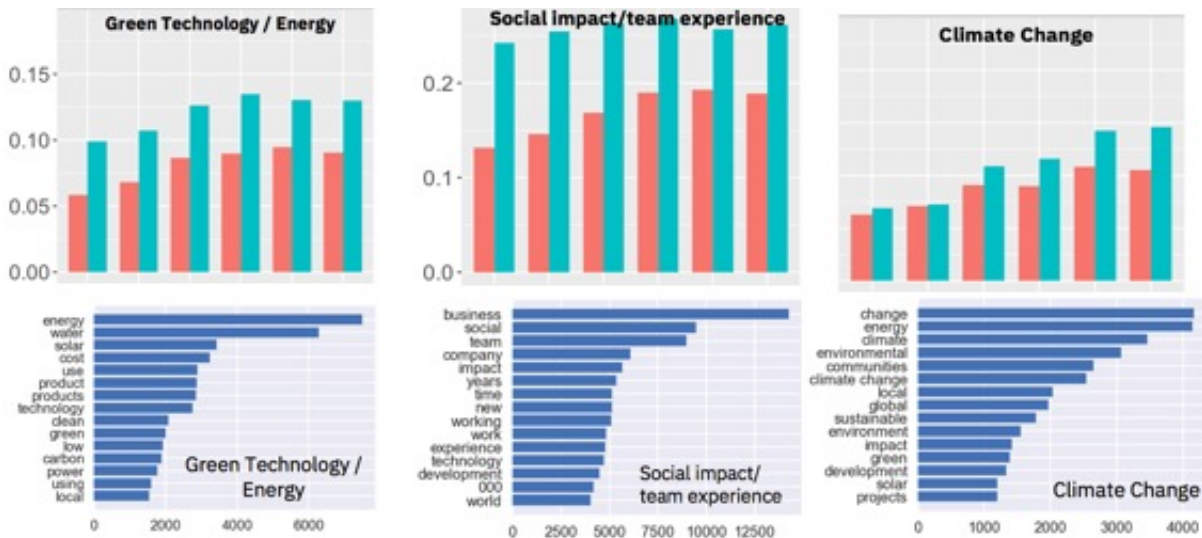 Green Technology / Energy
0.15
0.10
0.05
0.00
Social impact/team experience
0.2
0.1
0.0
Climate Change
energy
water
solar
cost
use
product
products
technology
clean
green
low
carbon
power
using
local
Green Technology /
Energy
0 2000 4000 6000
business
social
team
company
impact
years
time
new
working
work
experience
technology
development
000
world
Social impact/
team experience
0 2500 5000 7500 10000 12500
change
energy
climate
environmental
communities
climate change
local
global
sustainable
environment
impact
green
development
solar
projects
Climate Change
0 1000 2000 3000 4000